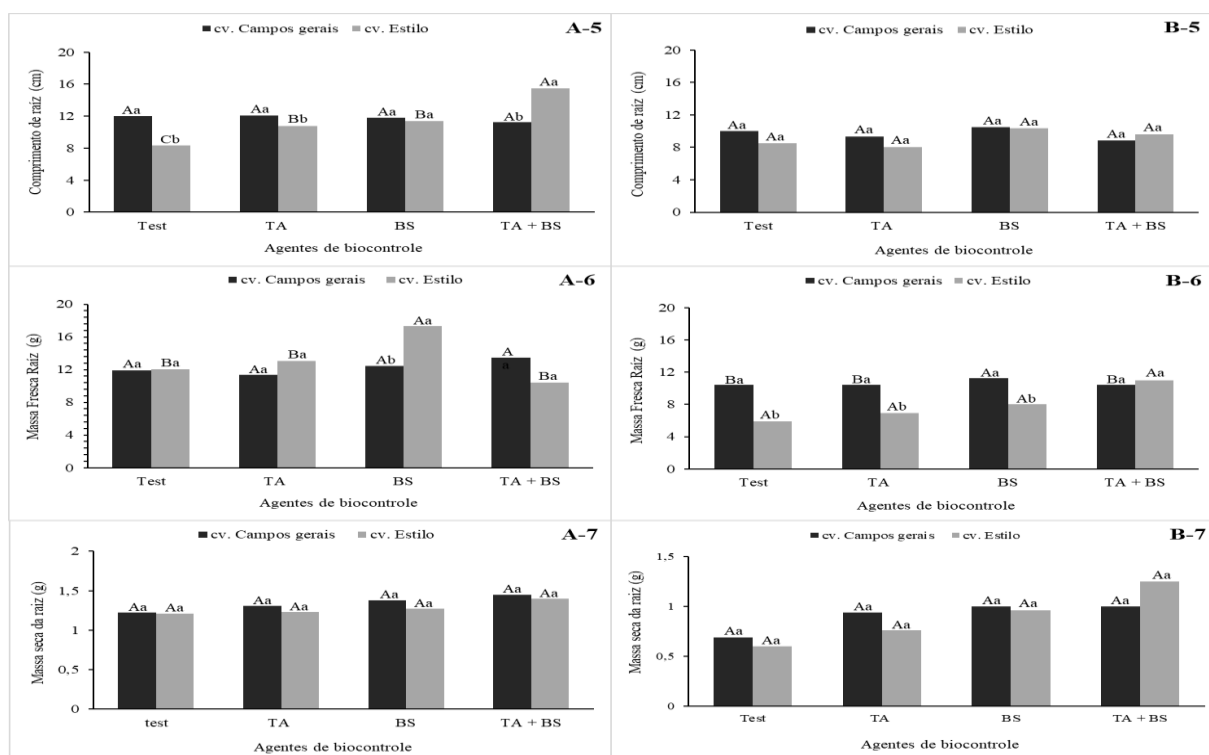 cv. Campos gerais cv. Estilo A-5
Comprimento de raiz (cm)
20
16
12
8
4
0
Aa Cb Aa Bb Aa Ba Ab Aa
Test TA BS TA + BS
Agentes de biocontrole
cv. Campos gerais cv. Estilo B-5
Comprimento de raiz (cm)
20
16
12
8
4
0
Aa Aa Aa Aa Aa Aa Aa Aa
Test TA BS TA + BS
Agentes de biocontrole
cv. Campos gerais cv. Estilo A-6
Massa Fresca Raiz (g)
20
16
12
8
4
0
Aa Ba Aa Ba Ab Aa A Ba
a
Test TA BS TA + BS
Agentes de biocontrole
cv. Campos gerais cv. Estilo B-6
Massa Fresca Raiz (g)
20
16
12
8
4
0
Ba Ab Ba Ab Aa Ab Ba Aa
Test TA BS TA + BS
Agentes de biocontrole
cv. Campos gerais cv. Estilo A-7
Massa seca da raiz (g)
2
1,5
1
0,5
0
Aa Aa Aa Aa Aa Aa Aa Aa
test TA BS TA + BS
Agentes de biocontrole
cv. Campos gerais cv. Estilo B-7
Massa seca da raiz (g)
1,5
1
0,5
0
Aa Aa Aa Aa Aa Aa Aa Aa
Test TA BS TA + BS
Agentes de biocontrole